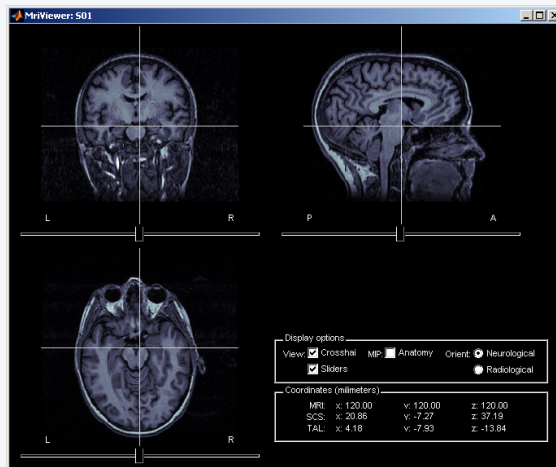 MriViewer: S01
L R
P A
L R
Display options
View: Crosshai MIP: Anatomy Orient: Neurological
Sliders Radiological
Coordinates (milimeters)
MRI: x: 120.00 y: 120.00 z: 120.00
SCS: x: 20.86 y: -7.27 z: 37.19
TAL: x: 4.18 y: -7.93 z: -13.84